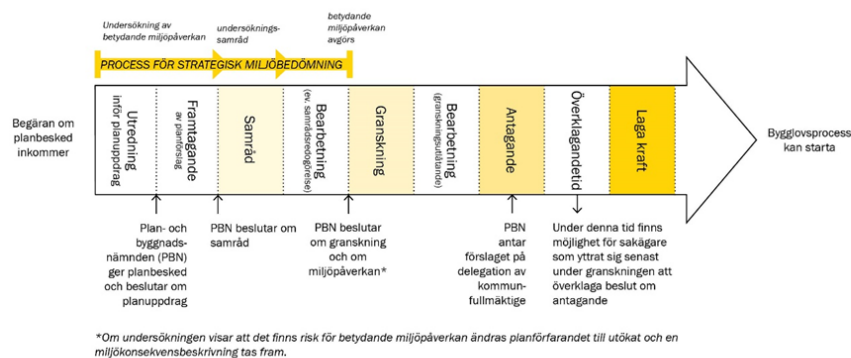 Undersökning av
betydande miljöpåverkan
undersöknings-
samråd
betydande
miljöpåverkan
avgörs
PROCESS FÖR STRATEGISK MILJÖBEDÖMNING
Begäran om
planbesked
inkommer
Utredning
inför planuppdrag
Framtagande
av planförslag
Samråd
Bearbetning
(ev. samrådsredogörelse)
Granskning
Bearbetning
(granskningsutlåtande)
Antagande
Överklagandetid
Laga kraft
Bygglovsprocess
kan starta
Plan- och
byggnads-
nämnden (PBN)
ger planbesked
och beslutar om
planuppdrag
PBN beslutar om
samråd
PBN beslutar
om granskning
och om
miljöpåverkan*
PBN
antar
förslaget på
delegation av
kommun-
fullmäktige
Under denna tid finns
möjlighet för sakägare
som yttrat sig senast
under granskningen att
överklaga beslut om
antagande
*Om undersökningen visar att det finns risk för betydande miljöpåverkan ändras planförfarandet till utökat och en
miljökonsekvensbeskrivning tas fram.